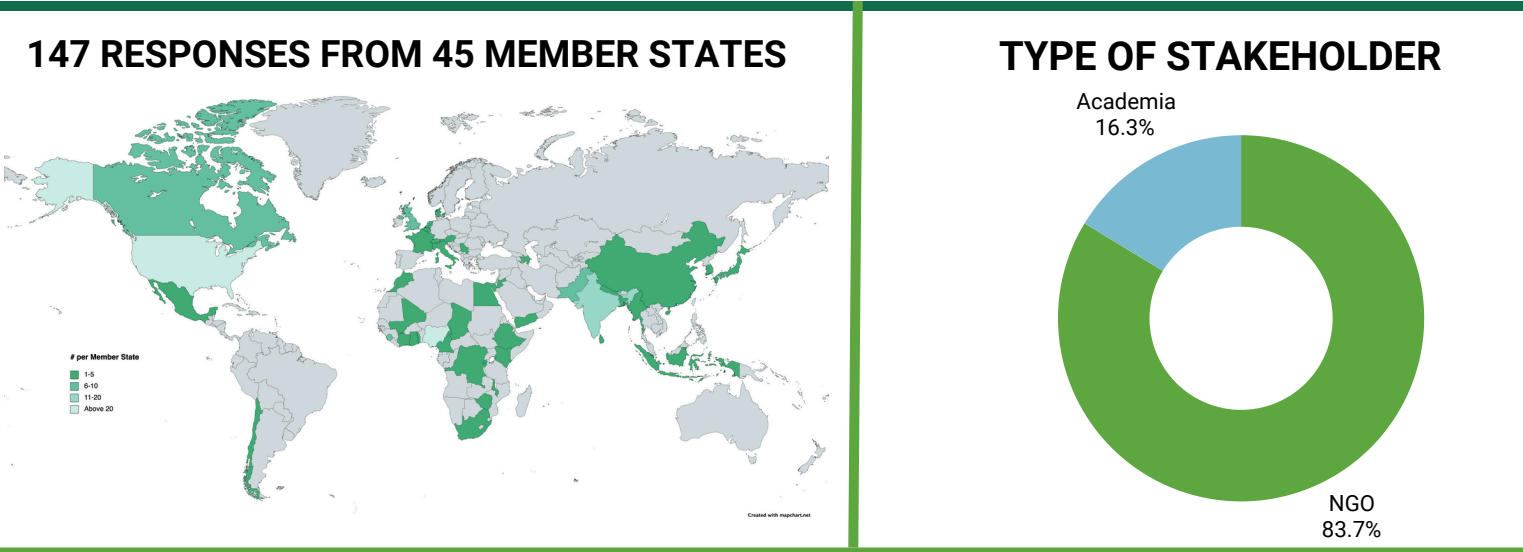 147 RESPONSES FROM 45 MEMBER STATES
# per Member State
1-5
6-10
11-20
Above 20
Created with mapchart.net
TYPE OF STAKEHOLDER
Academia
16.3%
NGO
83.7%